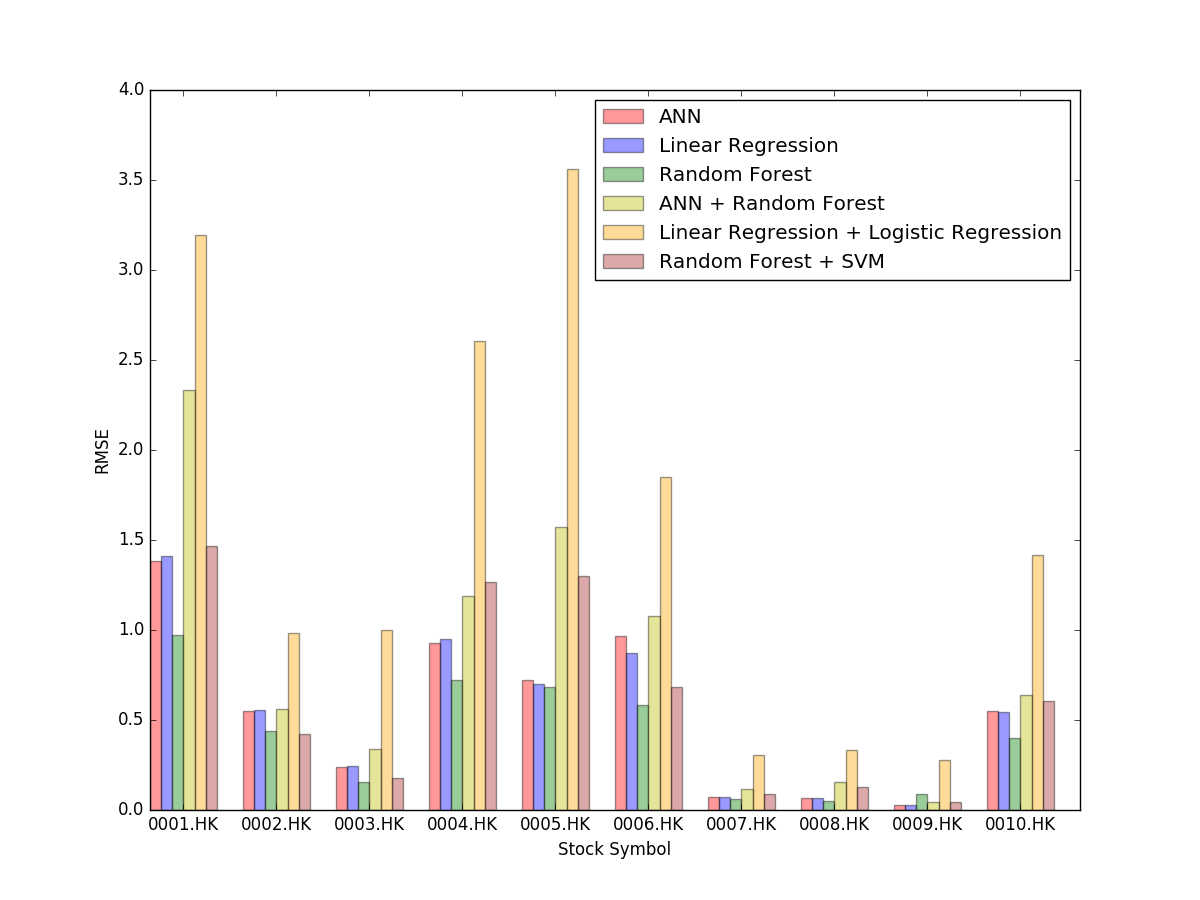 4.0
3.5
3.0
2.5
2.0
1.5
1.0
0.5
0.0
RMSE
ANN
Linear Regression
Random Forest
ANN + Random Forest
Linear Regression + Logistic Regression
Random Forest + SVM
0001.HK 0002.HK 0003.HK 0004.HK 0005.HK 0006.HK 0007.HK 0008.HK 0009.HK 0010.HK
Stock Symbol